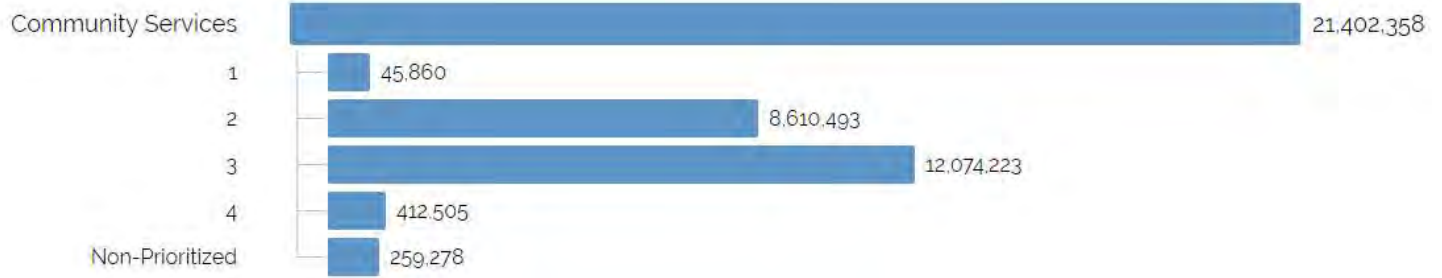 Community Services 21,402,358
1 45,860
2 8,610,493
3 12,074,223
4 412,505
Non-Prioritized 259,278